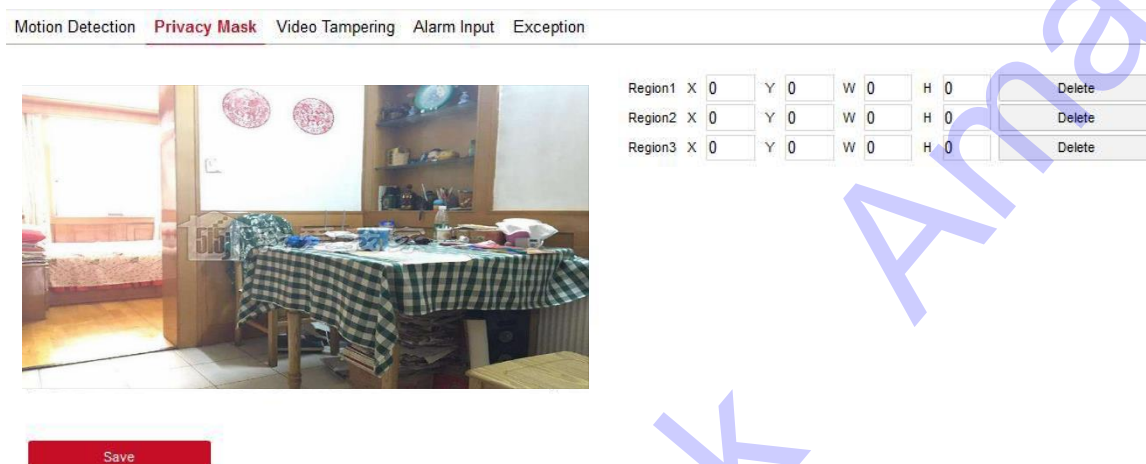 Motion Detection Privacy Mask Video Tampering Alarm Input Exception
Region1 X 0 Y 0 W 0 H 0 Delete
Region2 X 0 Y 0 W 0 H 0 Delete
Region3 X 0 Y 0 W 0 H 0 Delete
Save